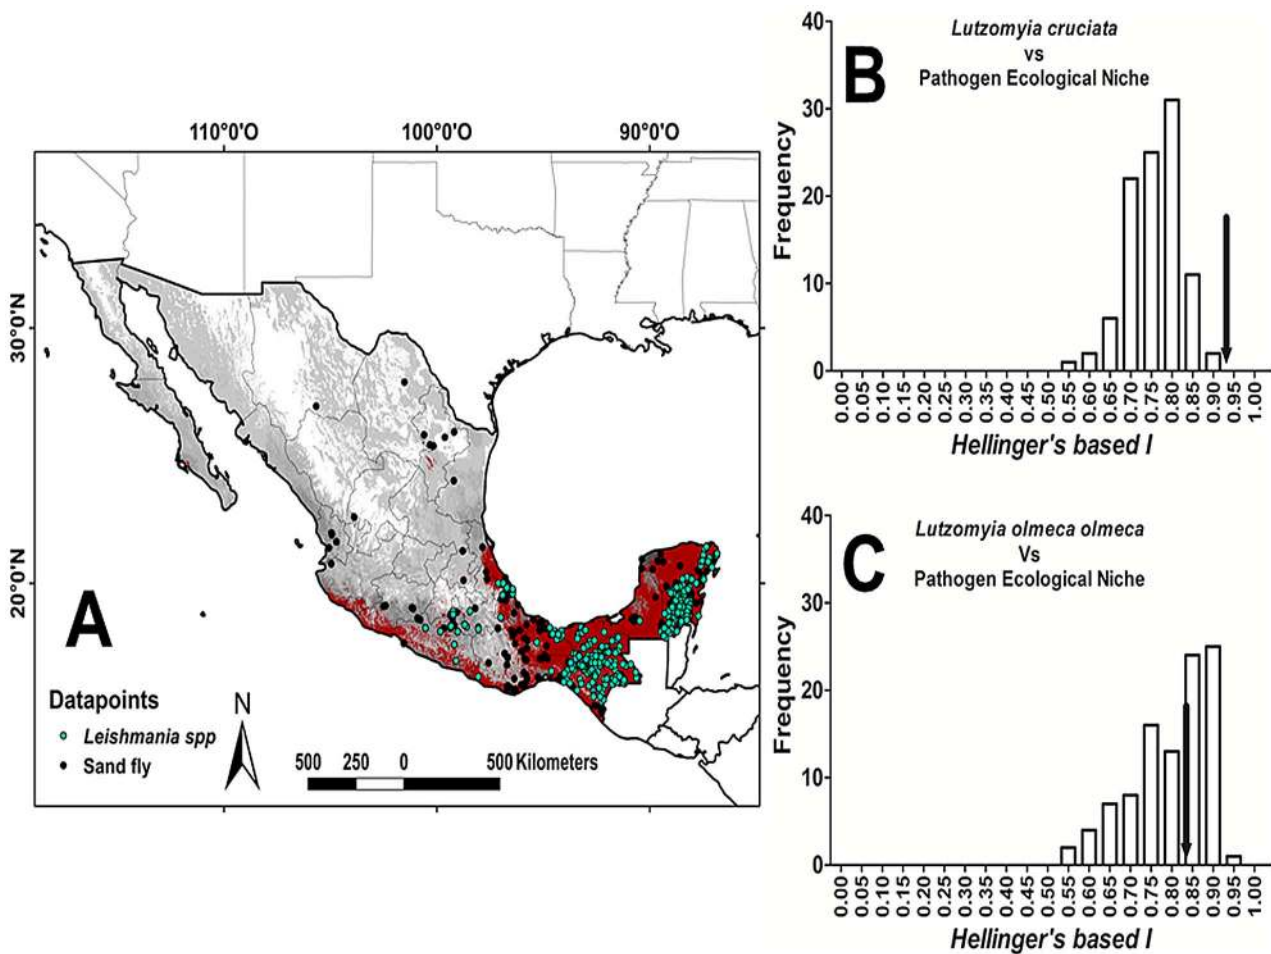 A
110°0'O 100°0'O 90°0'O
30°0'N
20°0'N
Datapoints
Leishmania spp
Sand fly
N
500 250 0 500 Kilometers
B
Lutzomyia cruciata
vs
Pathogen Ecological Niche
Frequency
40
30
20
10
0
0.00 0.05 0.10 0.15 0.20 0.25 0.30 0.35 0.40 0.45 0.50 0.55 0.60 0.65 0.70 0.75 0.80 0.85 0.90 0.95 1.00
Hellinger's based I
C
Lutzomyia olmeca olmeca
Vs
Pathogen Ecological Niche
Frequency
40
30
20
10
0
0.00 0.05 0.10 0.15 0.20 0.25 0.30 0.35 0.40 0.45 0.50 0.55 0.60 0.65 0.70 0.75 0.80 0.85 0.90 0.95 1.00
Hellinger's based I